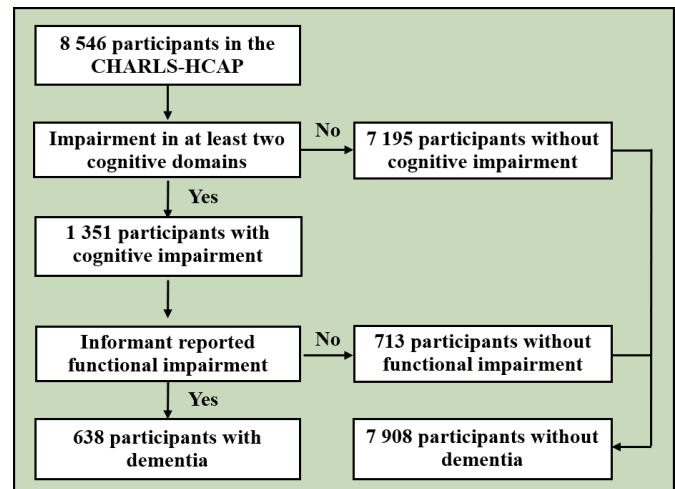 8 546 participants in the
CHARLS-HCAP
Impairment in at least two
cognitive domains
No
7 195 participants without
cognitive impairment
Yes
1 351 participants with
cognitive impairment
Informant reported
functional impairment
No
713 participants without
functional impairment
Yes
638 participants with
dementia
7 908 participants without
dementia